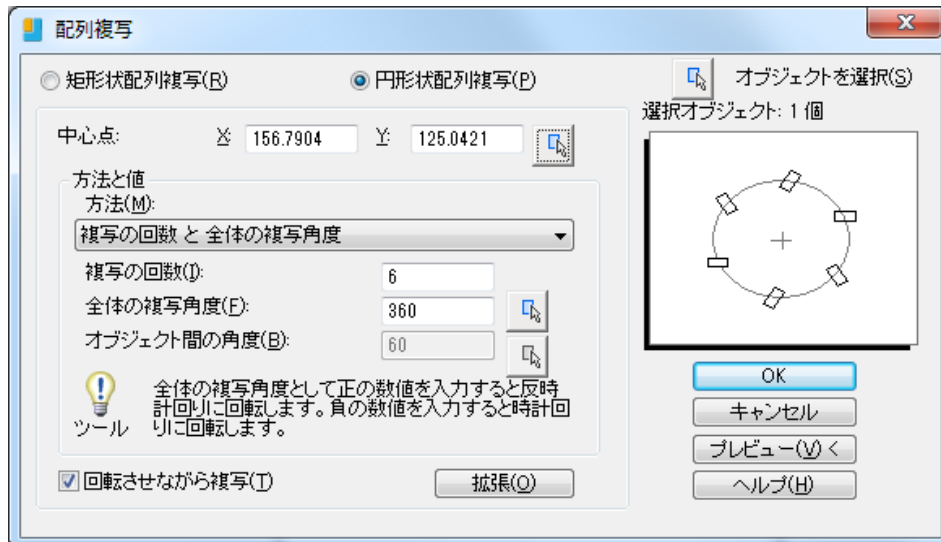 配列複写
矩形状配列複写(R)
円形状配列複写(P)
オブジェクトを選択(S)
選択オブジェクト: 1 個
中心点:
X: 156.7904
Y: 125.0421
方法と値
方法(M):
複写の回数 と 全体の複写角度
複写の回数(I):
6
全体の複写角度(F):
360
オブジェクト間の角度(B):
60
ツール
全体の複写角度として正の数値を入力すると反時
計回りに回転します。負の数値を入力すると時計回
りに回転します。
回転させながら複写(T)
拡張(O)
OK
キャンセル
プレビュー(V) <
ヘルプ(H)